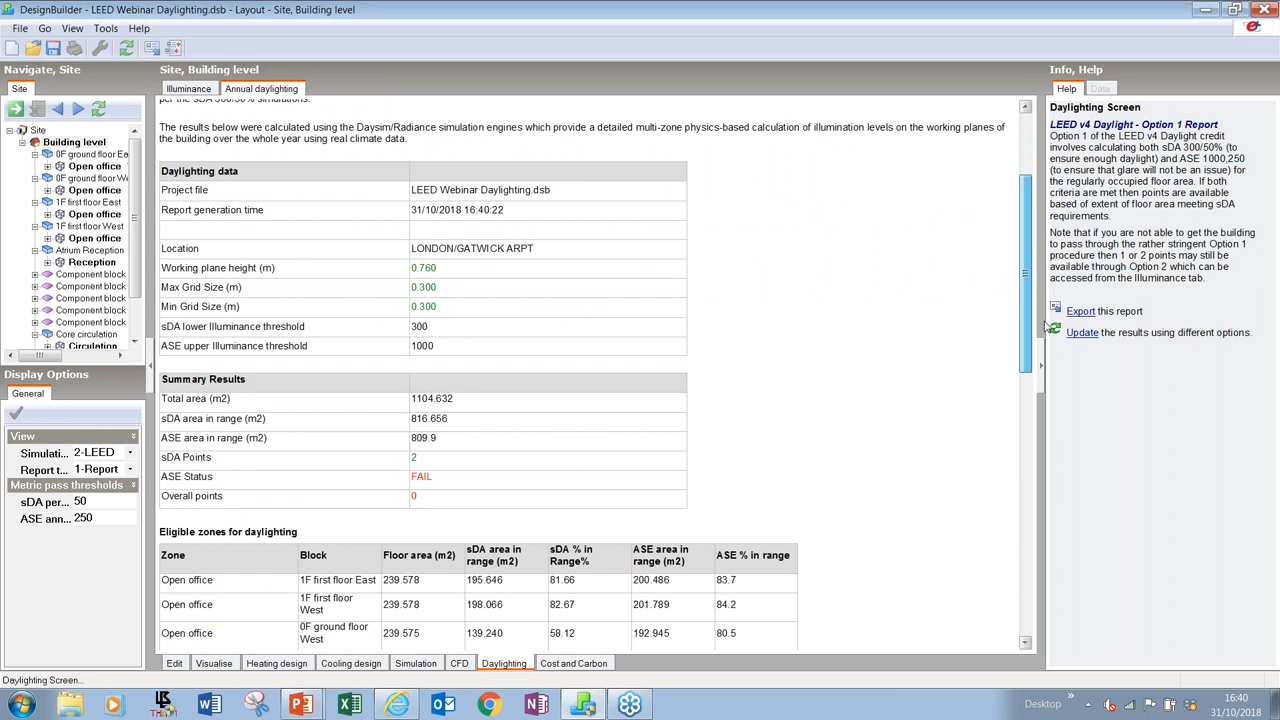 DesignBuilder - LEED Webinar Daylighting.dsb - Layout - Site, Building level
File Go View Tools Help
Navigate, Site
Site
Site
Building level
0F ground floor Ea
Open office
0F ground floor We
Open office
1F first floor East
Open office
1F first floor West
Open office
Atrium Reception
Reception
Component block
Component block
Component block
Component block
Component block
Core circulation
Circulation
Display Options
General
View
Simulati... 2-LEED
Report t... 1-Report
Metric pass thresholds
sDA per... 50
ASE ann... 250
Site, Building level
Illuminance Annual daylighting
per the sDA 300/50% simulations.
The results below were calculated using the Daysim/Radiance simulation engines which provide a detailed multi-zone physics-based calculation of illumination levels on the working planes of
the building over the whole year using real climate data.
Daylighting data
Project file LEED Webinar Daylighting.dsb
Report generation time 31/10/2018 16:40:22
Location LONDON/GATWICK ARPT
Working plane height (m) 0.760
Max Grid Size (m) 0.300
Min Grid Size (m) 0.300
sDA lower Illuminance threshold 300
ASE upper Illuminance threshold 1000
Summary Results
Total area (m2) 1104.632
sDA area in range (m2) 816.656
ASE area in range (m2) 809.9
sDA Points 2
ASE Status FAIL
Overall points 0
Eligible zones for daylighting
Zone Block Floor area (m2) sDA area in range (m2) sDA % in Range% ASE area in range (m2) ASE % in range
Open office 1F first floor East 239.578 195.646 81.66 200.486 83.7
Open office 1F first floor West 239.578 198.066 82.67 201.789 84.2
Open office 0F ground floor West 239.575 139.240 58.12 192.945 80.5
Edit Visualise Heating design Cooling design Simulation CFD Daylighting Cost and Carbon
Info, Help
Help Data
Daylighting Screen
LEED v4 Daylight - Option 1 Report
Option 1 of the LEED v4 Daylight credit
involves calculating both sDA 300/50% (to
ensure enough daylight) and ASE 1000,250
(to ensure that glare will not be an issue) for
the regularly occupied floor area. If both
criteria are met then points are available
based of extent of floor area meeting sDA
requirements.
Note that if you are not able to get the building
to pass through the rather stringent Option 1
procedure then 1 or 2 points may still be
available through Option 2 which can be
accessed from the Illuminance tab.
Export this report
Update the results using different options.
Daylighting Screen...
Desktop
16:40
31/10/2018